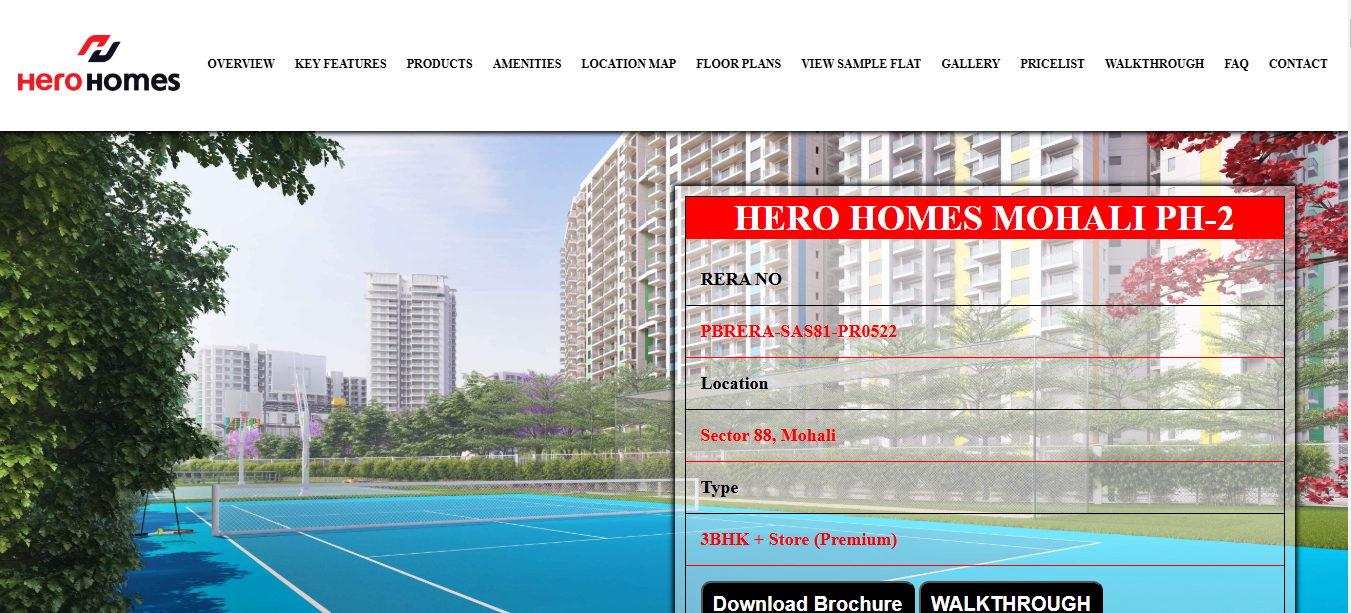 Hero Homes
OVERVIEW KEY FEATURES PRODUCTS AMENITIES LOCATION MAP FLOOR PLANS VIEW SAMPLE FLAT GALLERY PRICELIST WALKTHROUGH FAQ CONTACT
HERO HOMES MOHALI PH-2
RERA NO
PBRERA-SAS81-PR0522
Location
Sector 88, Mohali
Type
3BHK + Store (Premium)
Download Brochure WALKTHROUGH